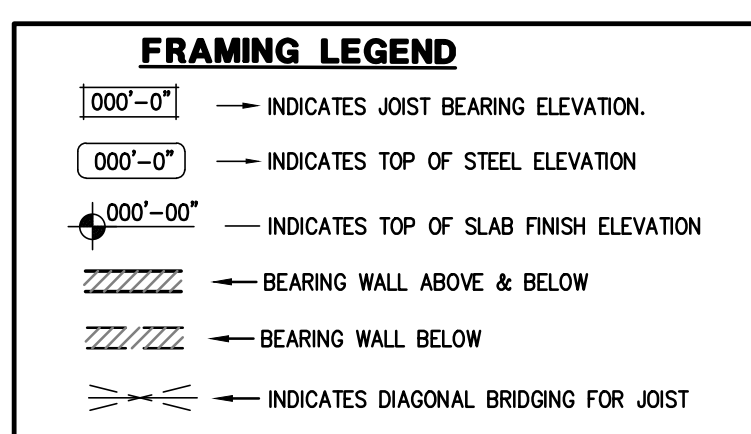 FRAMING LEGEND
000'-0" INDICATES JOIST BEARING ELEVATION.
000'-0" INDICATES TOP OF STEEL ELEVATION
000'-00" INDICATES TOP OF SLAB FINISH ELEVATION
BEARING WALL ABOVE & BELOW
BEARING WALL BELOW
INDICATES DIAGONAL BRIDGING FOR JOIST